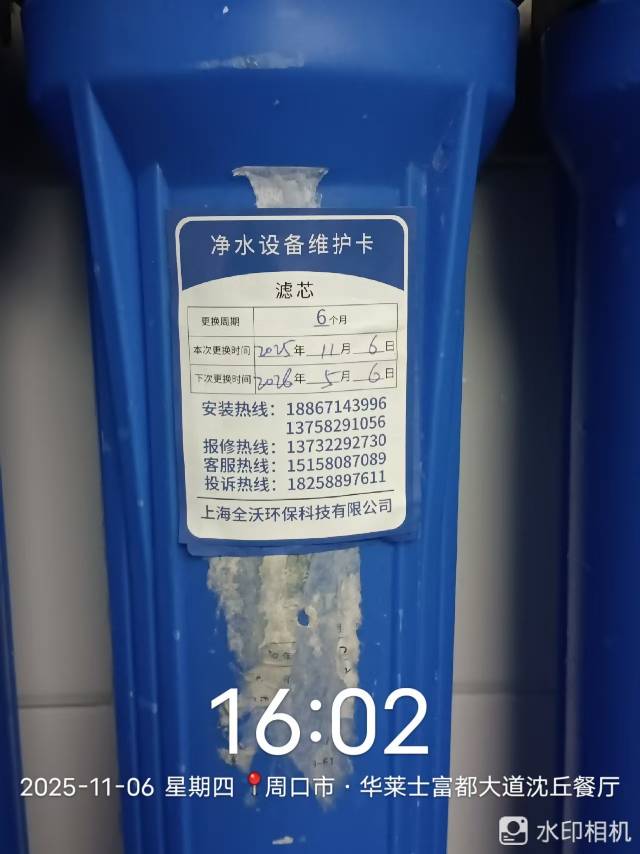 净水设备维护卡
滤芯
更换周期 6个月
本次更换时间 2025年 11月 6日
下次更换时间 2026年 5月 6日
安装热线：18867143996
13758291056
报修热线：13732292730
客服热线：15158087089
投诉热线：18258897611
上海全沃环保科技有限公司
16:02
2025-11-06 星期四 周口市·华莱士富都大道沈丘餐厅
水印相机